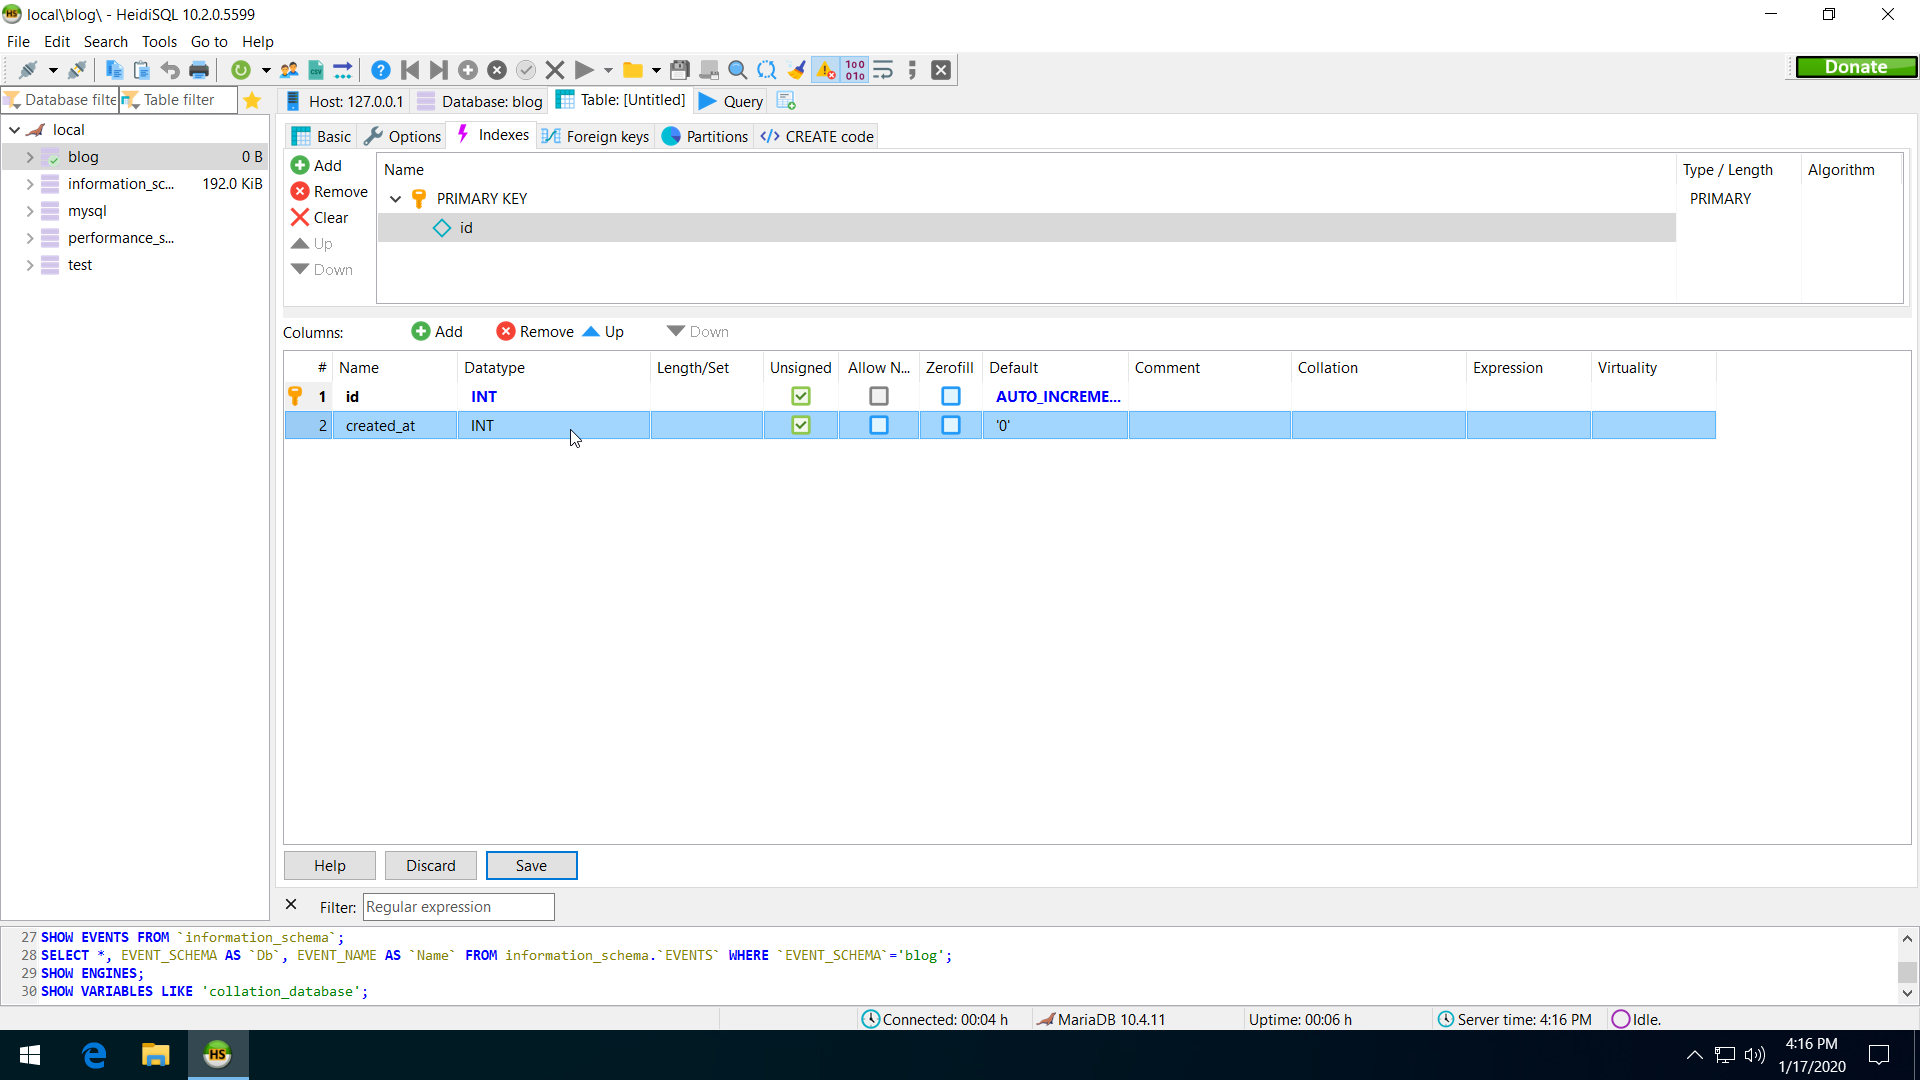 local\blog\ - HeidiSQL 10.2.0.5599
File Edit Search Tools Go to Help
Donate
Database filte Table filter
Host: 127.0.0.1 Database: blog Table: [Untitled] Query
local
blog 0 B
information_sc... 192.0 KiB
mysql
performance_s...
test
Basic Options Indexes Foreign keys Partitions CREATE code
Add
Remove
Clear
Up
Down
Name Type / Length Algorithm
PRIMARY KEY PRIMARY
id
Columns: Add Remove Up Down
# Name Datatype Length/Set Unsigned Allow N... Zerofill Default Comment Collation Expression Virtuality
1 id INT AUTO_INCREME...
2 created_at INT '0'
Help Discard Save
Filter: Regular expression
27 SHOW EVENTS FROM `information_schema`;
28 SELECT *, EVENT_SCHEMA AS `Db`, EVENT_NAME AS `Name` FROM information_schema.`EVENTS` WHERE `EVENT_SCHEMA`='blog';
29 SHOW ENGINES;
30 SHOW VARIABLES LIKE 'collation_database';
Connected: 00:04 h MariaDB 10.4.11 Uptime: 00:06 h Server time: 4:16 PM Idle.
HS
4:16 PM
1/17/2020